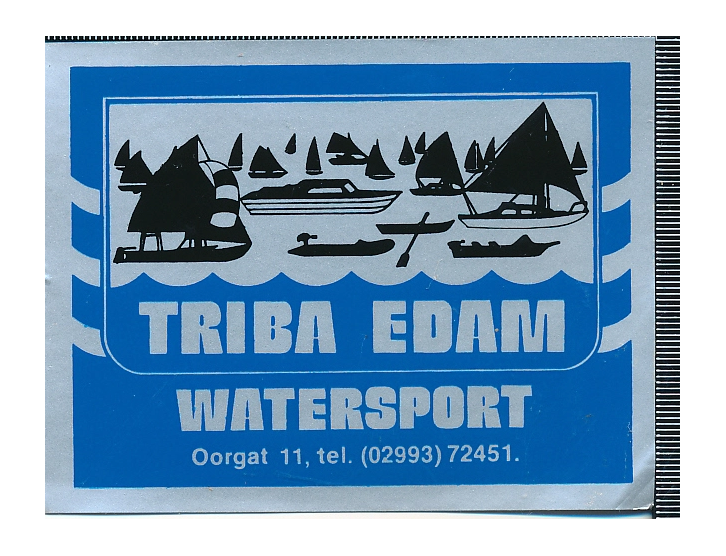 TRIBA EDAM
WATERSPORT
Oorgat 11, tel. (02993) 72451.